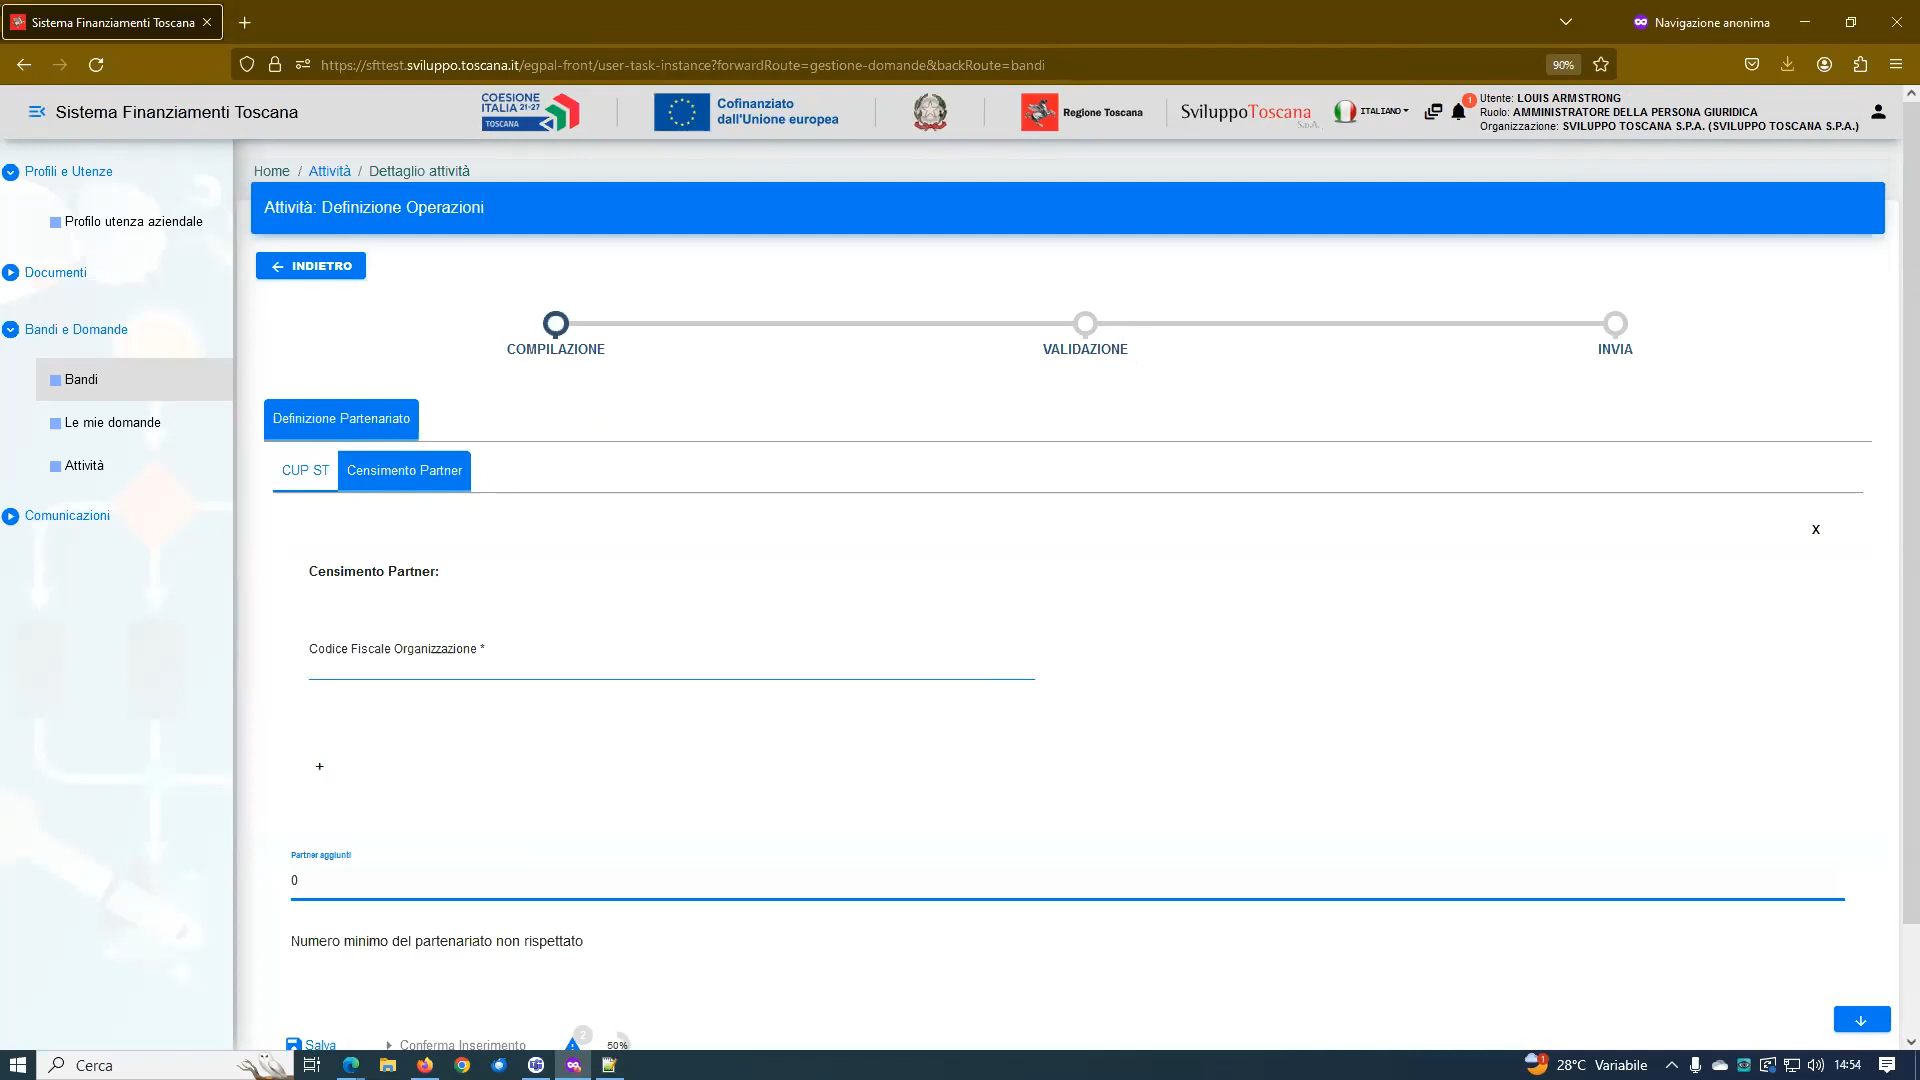 Sistema Finanziamenti Toscana
Navigazione anonima
https://sfttest.sviluppo.toscana.it/egpal-front/user-task-instance?forwardRoute=gestione-domande&backRoute=bandi
90%
Sistema Finanziamenti Toscana
COESIONE
ITALIA 21-27
TOSCANA
Cofinanziato
dall'Unione europea
Regione Toscana
SviluppoToscana
S.p.A.
ITALIANO
1
Utente: LOUIS ARMSTRONG
Ruolo: AMMINISTRATORE DELLA PERSONA GIURIDICA
Organizzazione: SVILUPPO TOSCANA S.P.A. (SVILUPPO TOSCANA S.P.A.)
Profili e Utenze
Profilo utenza aziendale
Documenti
Bandi e Domande
Bandi
Le mie domande
Attività
Comunicazioni
Home / Attività / Dettaglio attività
Attività: Definizione Operazioni
INDIETRO
COMPILAZIONE
VALIDAZIONE
INVIA
Definizione Partenariato
CUP ST
Censimento Partner
X
Censimento Partner:
Codice Fiscale Organizzazione *
+
Partner aggiunti
0
Numero minimo del partenariato non rispettato
Salva
Conferma Inserimento
2
50%
Cerca
1
28°C Variabile
14:54